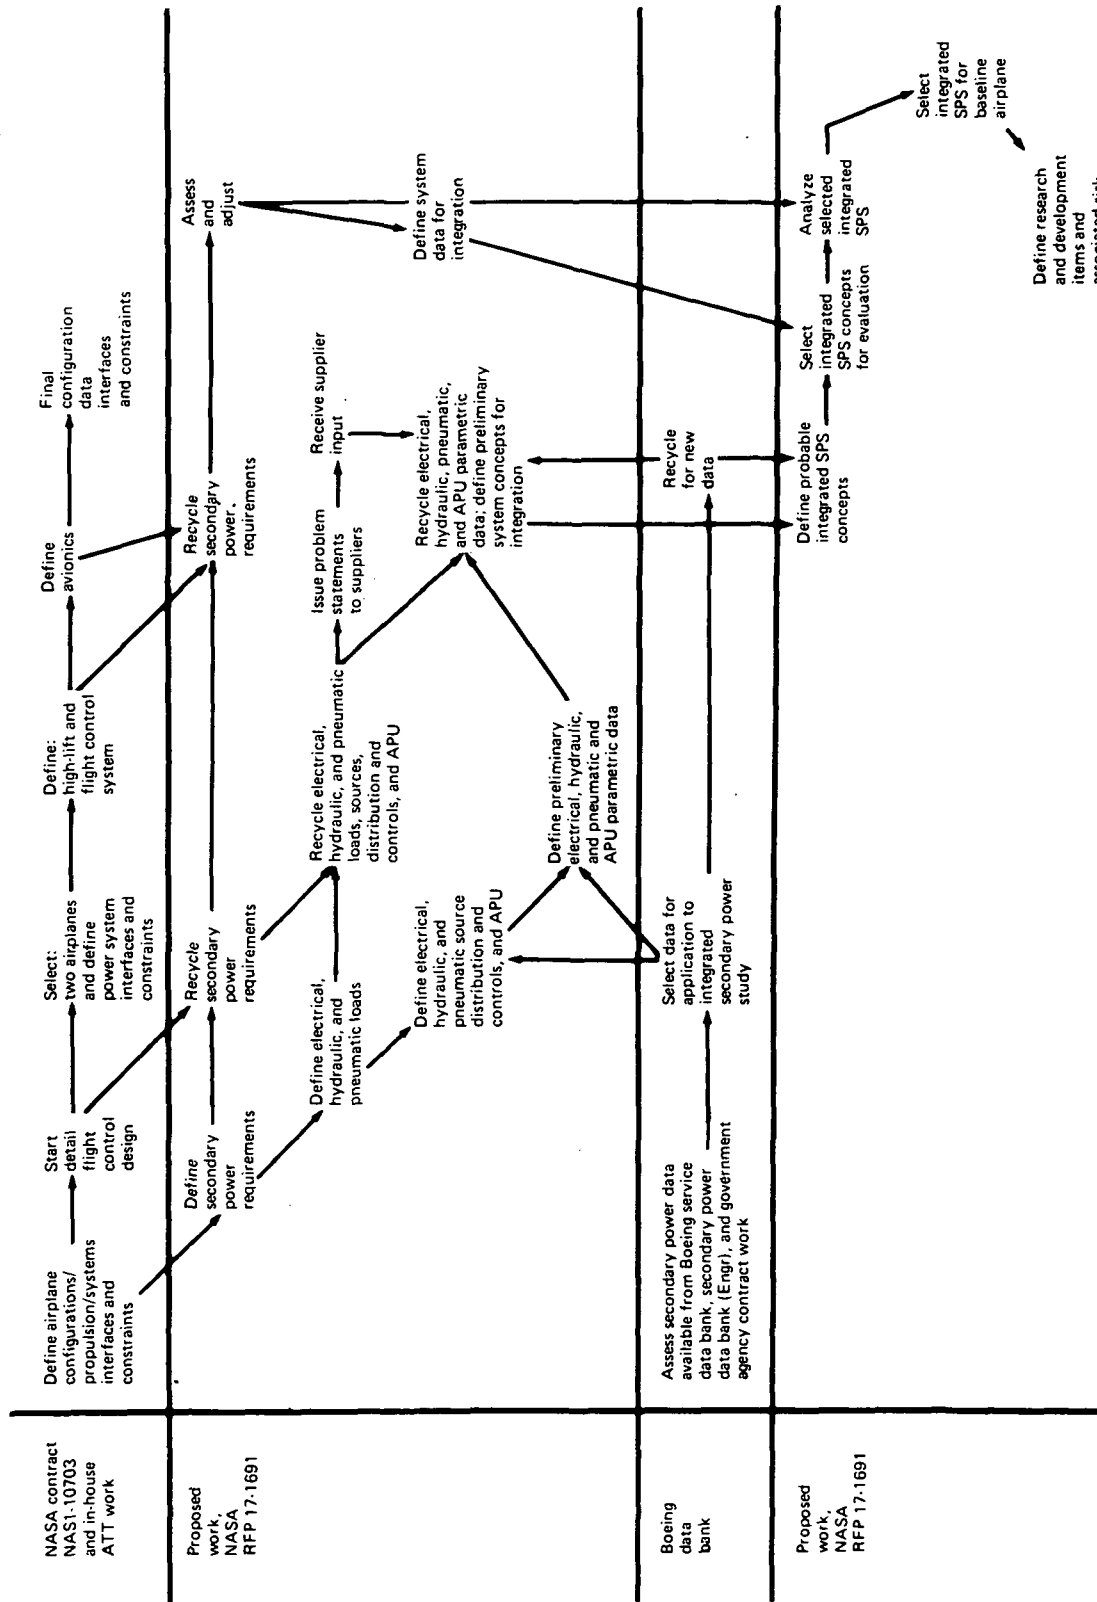 NASA contract
NAS1-10703
and in-house
ATT work
Define airplane
configurations/
propulsion/systems
interfaces and
constraints
Start
detail
flight
control
design
Select:
two airplanes
and define
power system
interfaces and
constraints
Define:
high-lift and
flight control
system
Define
avionics
Final
configuration
data
interfaces
and constraints
Proposed
work,
NASA
RFP 17-1691
Define
secondary
power
requirements
Recycle
secondary
power
requirements
Recycle
secondary
power.
requirements
Assess
and
adjust
Define electrical,
hydraulic, and
pneumatic loads
Recycle electrical,
hydraulic, and pneumatic
loads, sources,
distribution and
controls, and APU
Issue problem
statements
to suppliers
Receive supplier
input
Define electrical,
hydraulic, and
pneumatic source
distribution and
controls, and APU
Recycle electrical,
hydraulic, pneumatic,
and APU parametric
data; define preliminary
system concepts for
integration
Define system
data for
integration
Define preliminary
electrical, hydraulic,
and pneumatic and
APU parametric data
Boeing
data
bank
Assess secondary power data
available from Boeing service
data bank, secondary power
data bank (Engr), and government
agency contract work
Select data for
application to
integrated
secondary power
study
Recycle
for new
data
Proposed
work,
NASA
RFP 17-1691
Define probable
integrated SPS
concepts
Select
integrated
SPS concepts
for evaluation
Analyze
selected
integrated
SPS
Select
integrated
SPS for
baseline
airplane
Define research
and development
items and